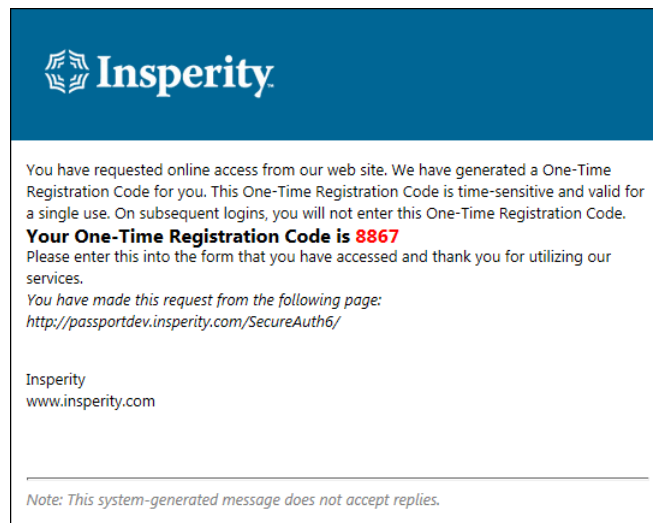 Insperity
You have requested online access from our web site. We have generated a One-Time
Registration Code for you. This One-Time Registration Code is time-sensitive and valid for
a single use. On subsequent logins, you will not enter this One-Time Registration Code.
Your One-Time Registration Code is 8867
Please enter this into the form that you have accessed and thank you for utilizing our
services.
You have made this request from the following page:
http://passportdev.insperity.com/SecureAuth6/
Insperity
www.insperity.com
Note: This system-generated message does not accept replies.